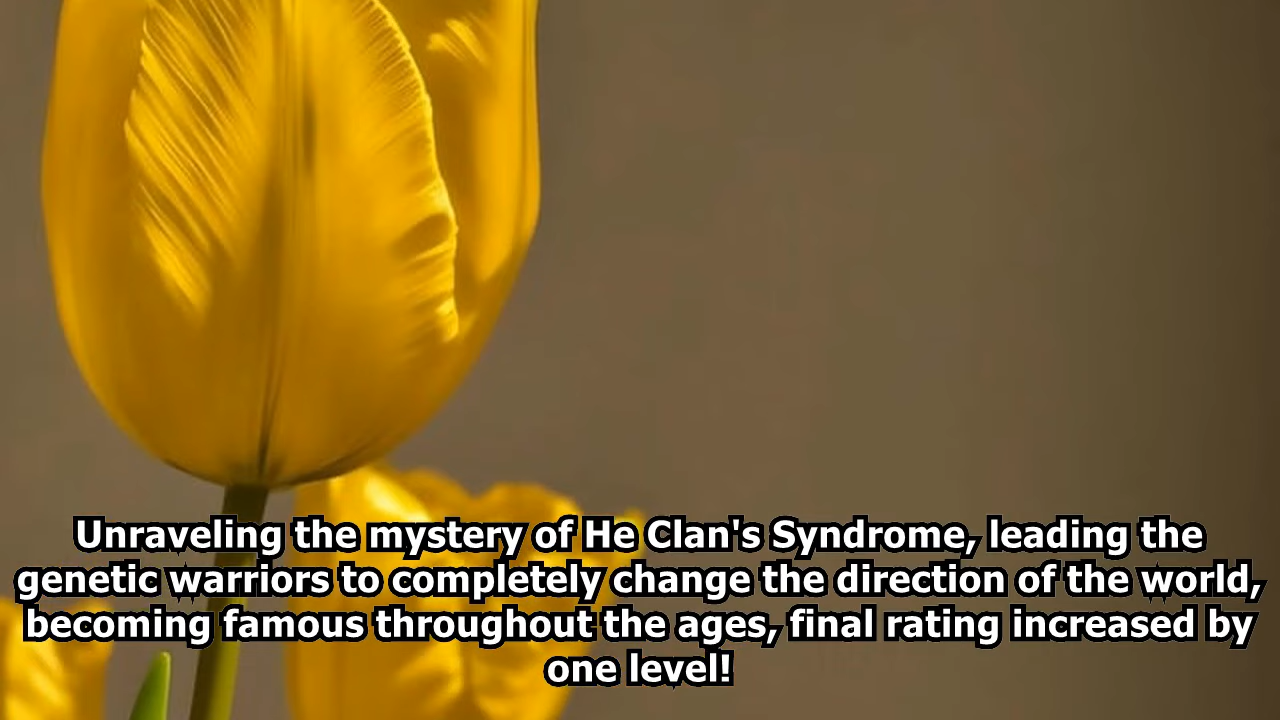 Unraveling the mystery of He Clan's Syndrome, leading the
genetic warriors to completely change the direction of the world,
becoming famous throughout the ages, final rating increased by
one level!